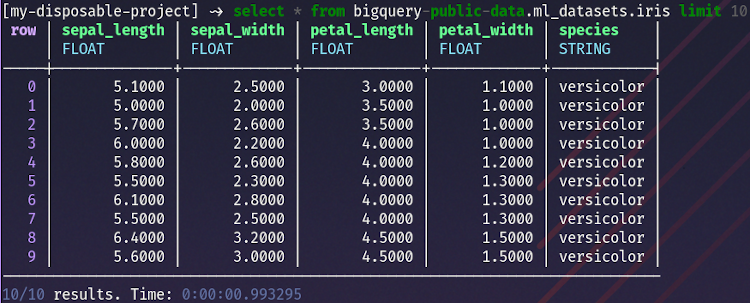 [my-disposable-project] → select * from bigquery-public-data.ml_datasets.iris limit 10
row | sepal_length | sepal_width | petal_length | petal_width | species
FLOAT | FLOAT | FLOAT | FLOAT | STRING
0 | 5.1000 | 2.5000 | 3.0000 | 1.1000 | versicolor
1 | 5.0000 | 2.0000 | 3.5000 | 1.0000 | versicolor
2 | 5.7000 | 2.6000 | 3.5000 | 1.0000 | versicolor
3 | 6.0000 | 2.2000 | 4.0000 | 1.0000 | versicolor
4 | 5.8000 | 2.6000 | 4.0000 | 1.2000 | versicolor
5 | 5.5000 | 2.3000 | 4.0000 | 1.3000 | versicolor
6 | 6.1000 | 2.8000 | 4.0000 | 1.3000 | versicolor
7 | 5.5000 | 2.5000 | 4.0000 | 1.3000 | versicolor
8 | 6.4000 | 3.2000 | 4.5000 | 1.5000 | versicolor
9 | 5.6000 | 3.0000 | 4.5000 | 1.5000 | versicolor
10/10 results. Time: 0:00:00.993295